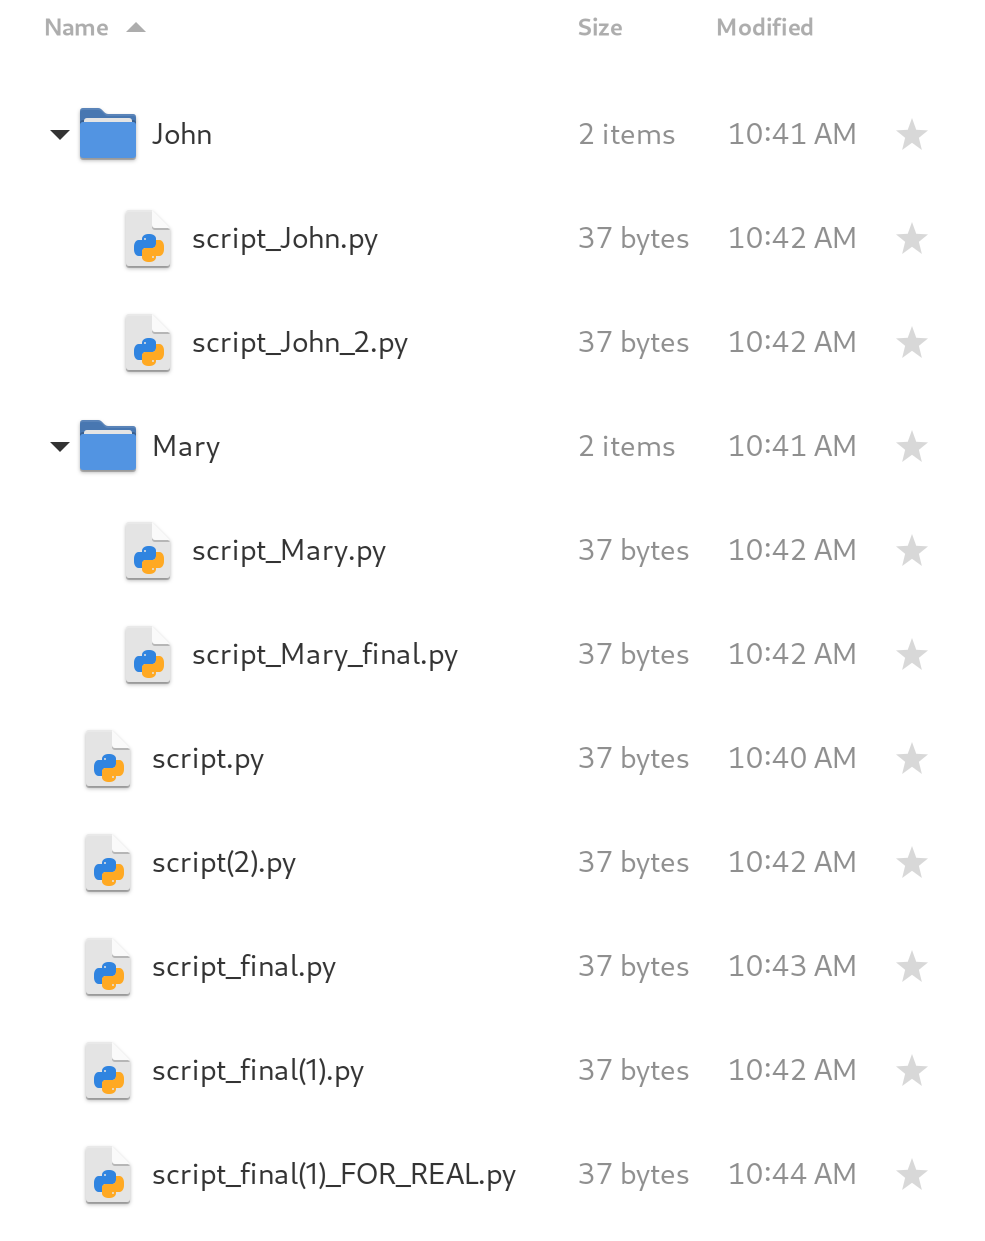 Name Size Modified
John 2 items 10:41 AM
script_John.py 37 bytes 10:42 AM
script_John_2.py 37 bytes 10:42 AM
Mary 2 items 10:41 AM
script_Mary.py 37 bytes 10:42 AM
script_Mary_final.py 37 bytes 10:42 AM
script.py 37 bytes 10:40 AM
script(2).py 37 bytes 10:42 AM
script_final.py 37 bytes 10:43 AM
script_final(1).py 37 bytes 10:42 AM
script_final(1)_FOR_REAL.py 37 bytes 10:44 AM